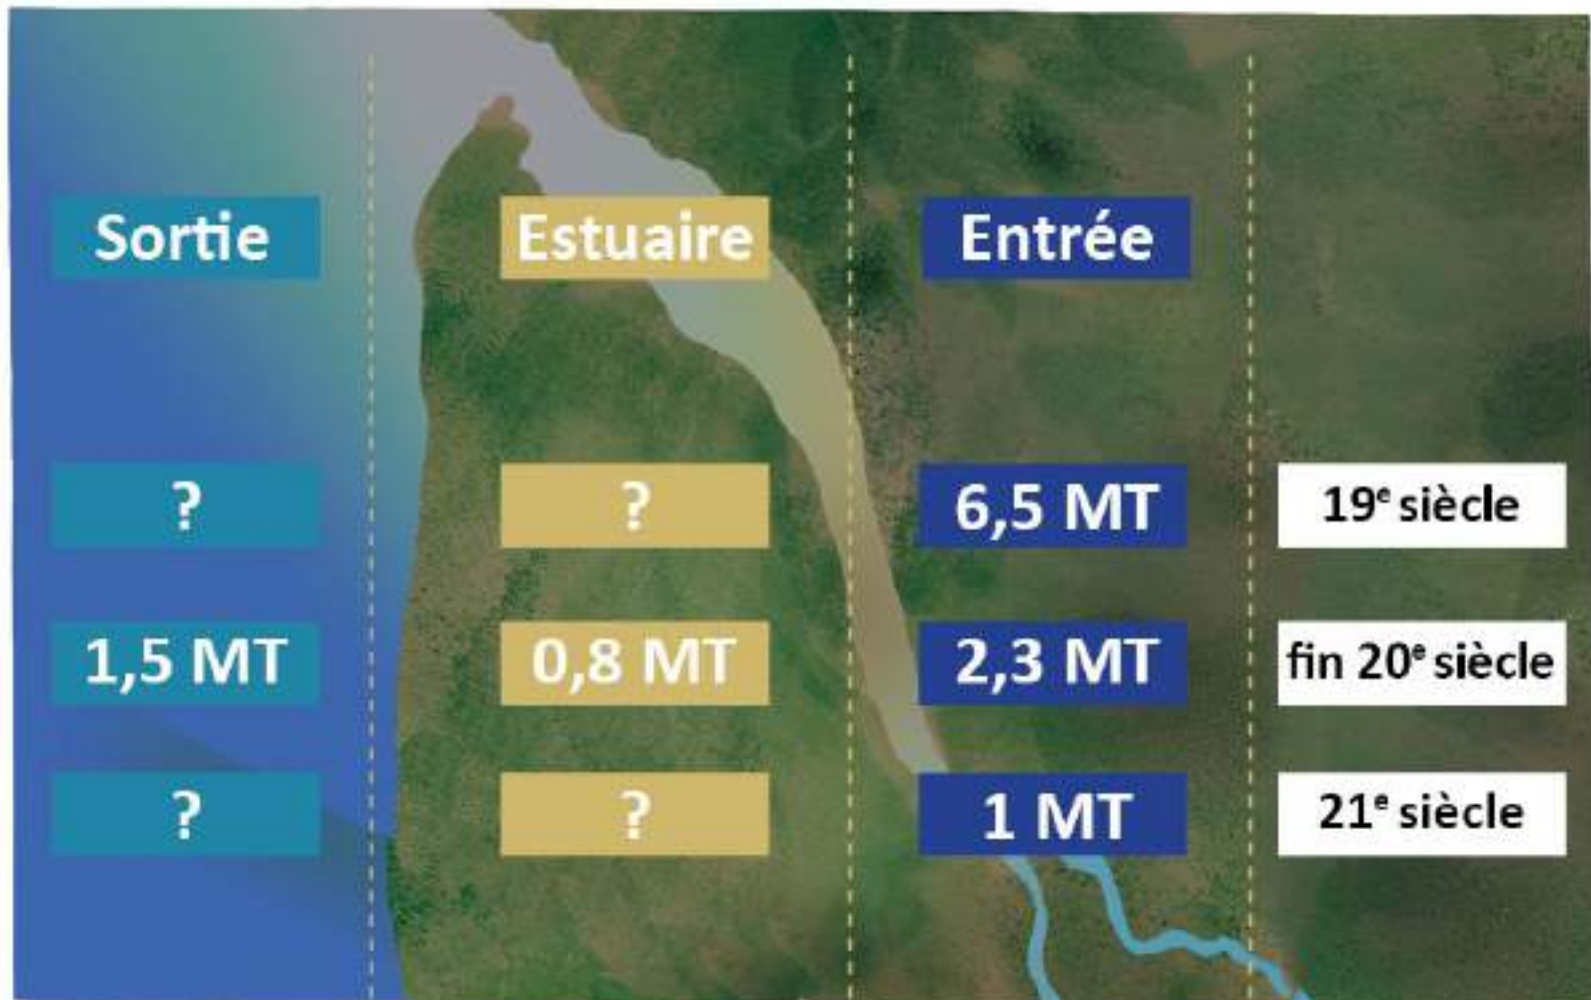 Sortie Estuaire Entrée
? ? 6,5 MT 19e siècle
1,5 MT 0,8 MT 2,3 MT fin 20e siècle
? ? 1 MT 21e siècle